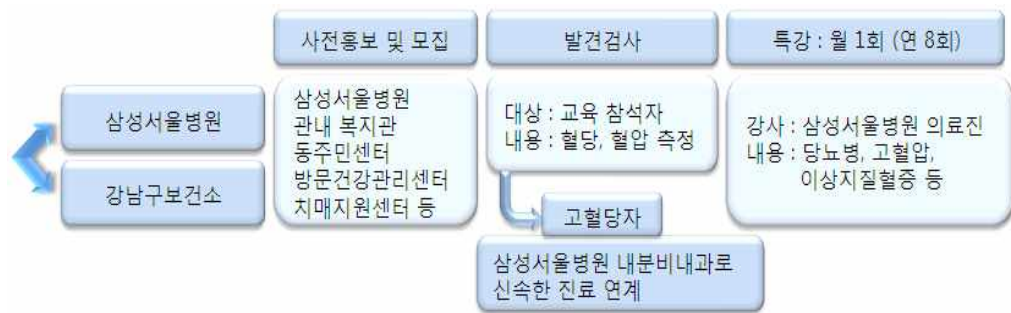 사전홍보 및 모집
발견검사
특강 : 월 1회 (연 8회)
삼성서울병원
강남구보건소
삼성서울병원
관내 복지관
동주민센터
방문건강관리센터
치매지원센터 등
대상 : 교육 참석자
내용 : 혈당, 혈압 측정
강사 : 삼성서울병원 의료진
내용 : 당뇨병, 고혈압,
이상지질혈증 등
고혈당자
삼성서울병원 내분비내과로
신속한 진료 연계